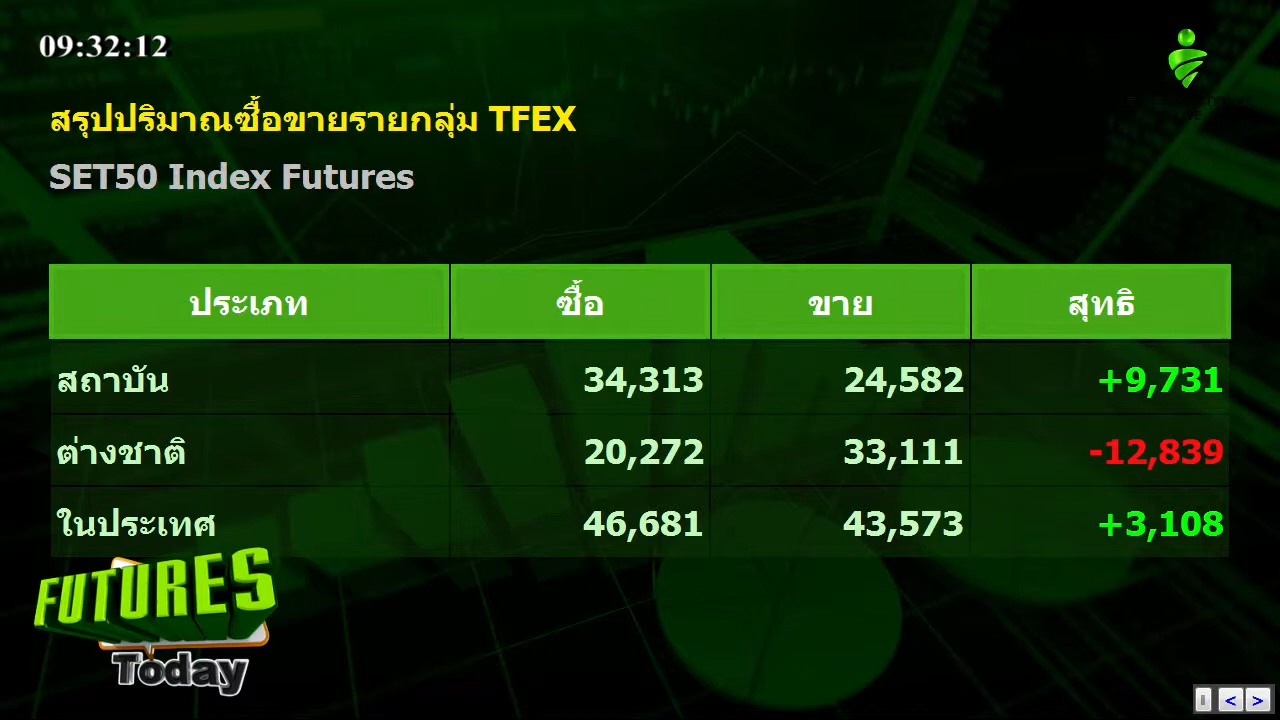 09:32:12
สรุปปริมาณซื้อขายรายกลุ่ม TFEX
SET50 Index Futures
ประเภท ซื้อ ขาย สุทธิ
สถาบัน 34,313 24,582 +9,731
ต่างชาติ 20,272 33,111 -12,839
ในประเทศ 46,681 43,573 +3,108
FUTURES
Today
< >